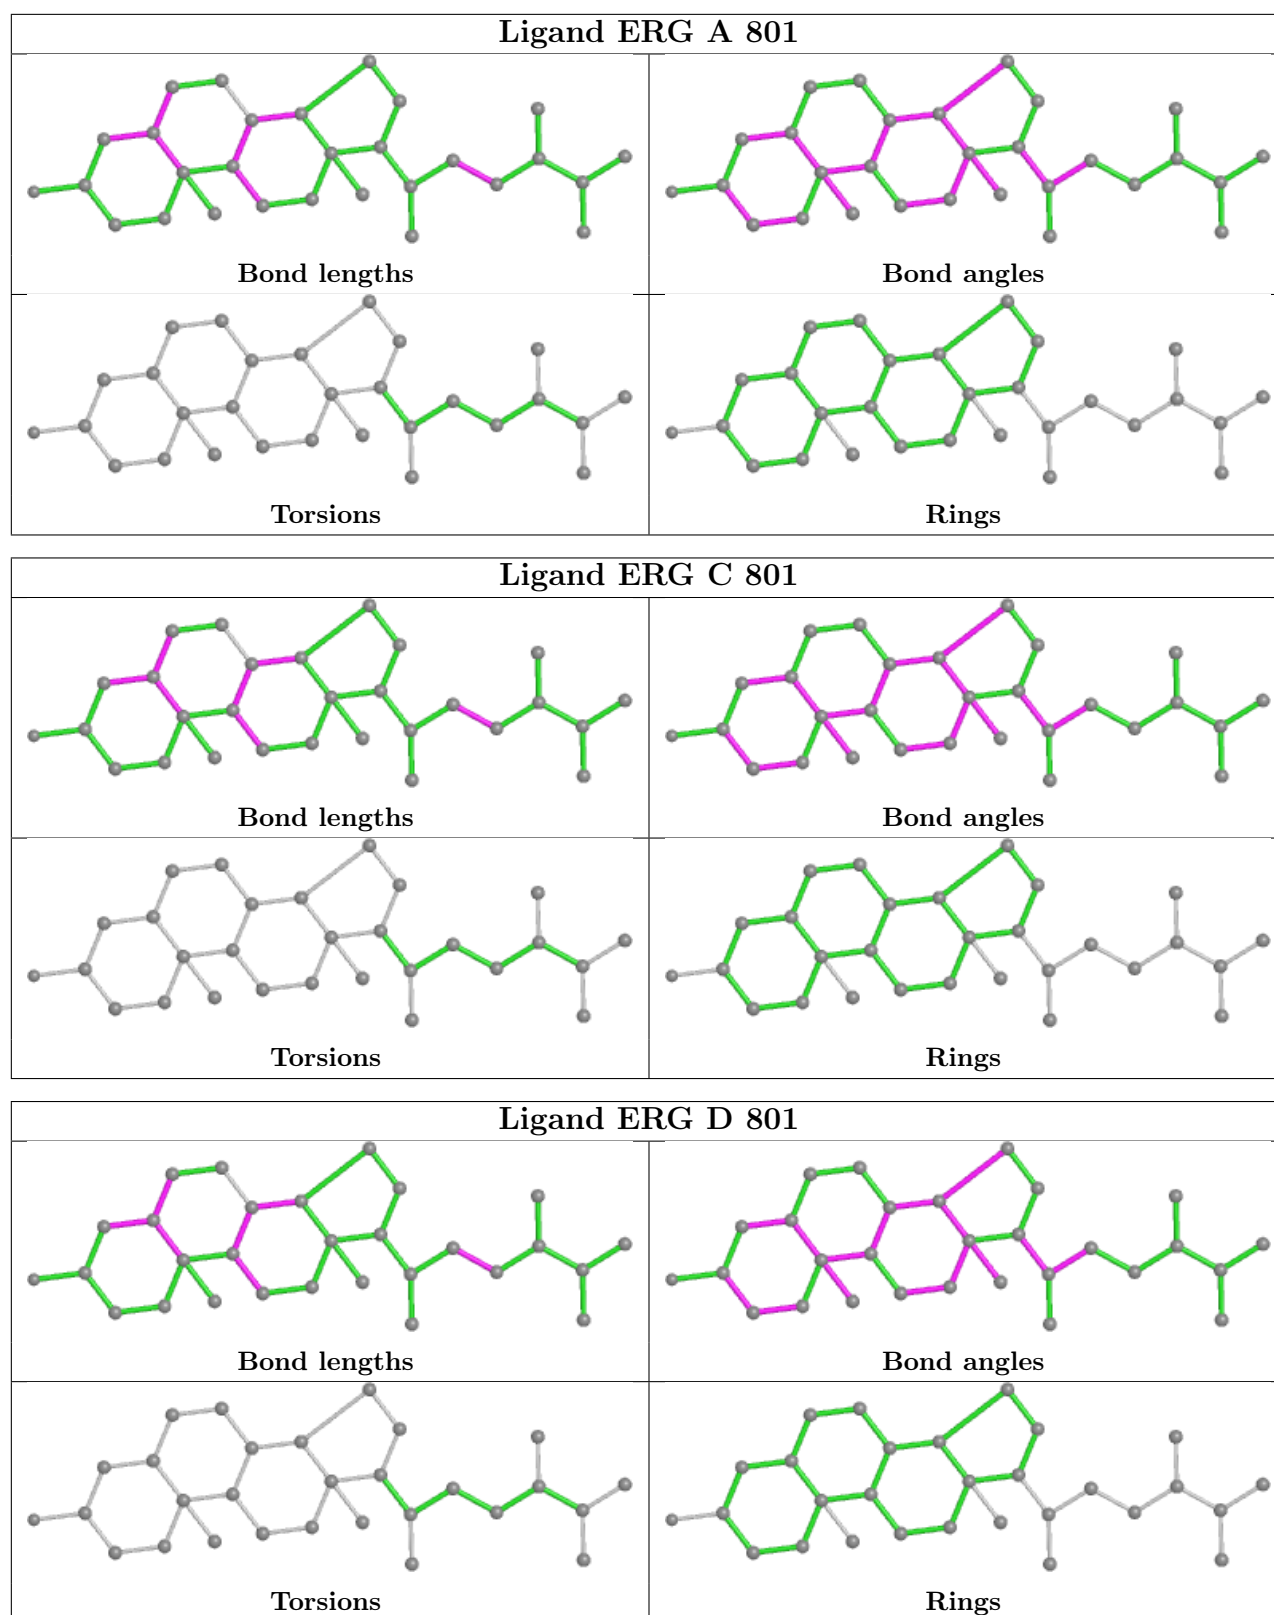 Ligand ERG A 801
Bond lengths
Bond angles
Torsions
Rings
Ligand ERG C 801
Bond lengths
Bond angles
Torsions
Rings
Ligand ERG D 801
Bond lengths
Bond angles
Torsions
Rings